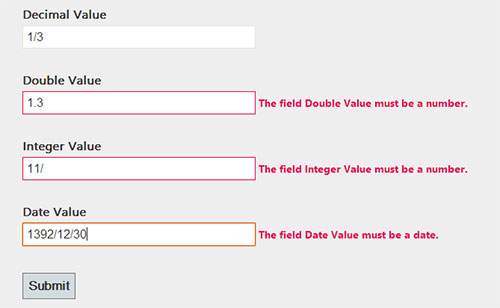 Decimal Value
1/3
Double Value
1.3 The field Double Value must be a number.
Integer Value
11/ The field Integer Value must be a number.
Date Value
1392/12/30 The field Date Value must be a date.
Submit